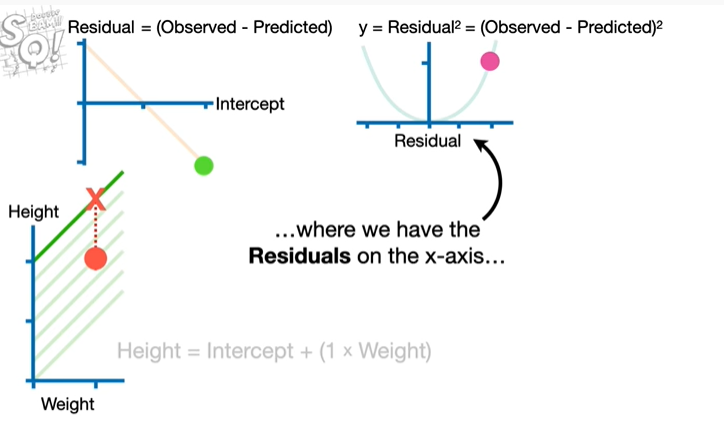 Residual = (Observed - Predicted)
y = Residual² = (Observed - Predicted)²
Intercept
Residual
Height
...where we have the
Residuals on the x-axis...
Height = Intercept + (1 × Weight)
Weight